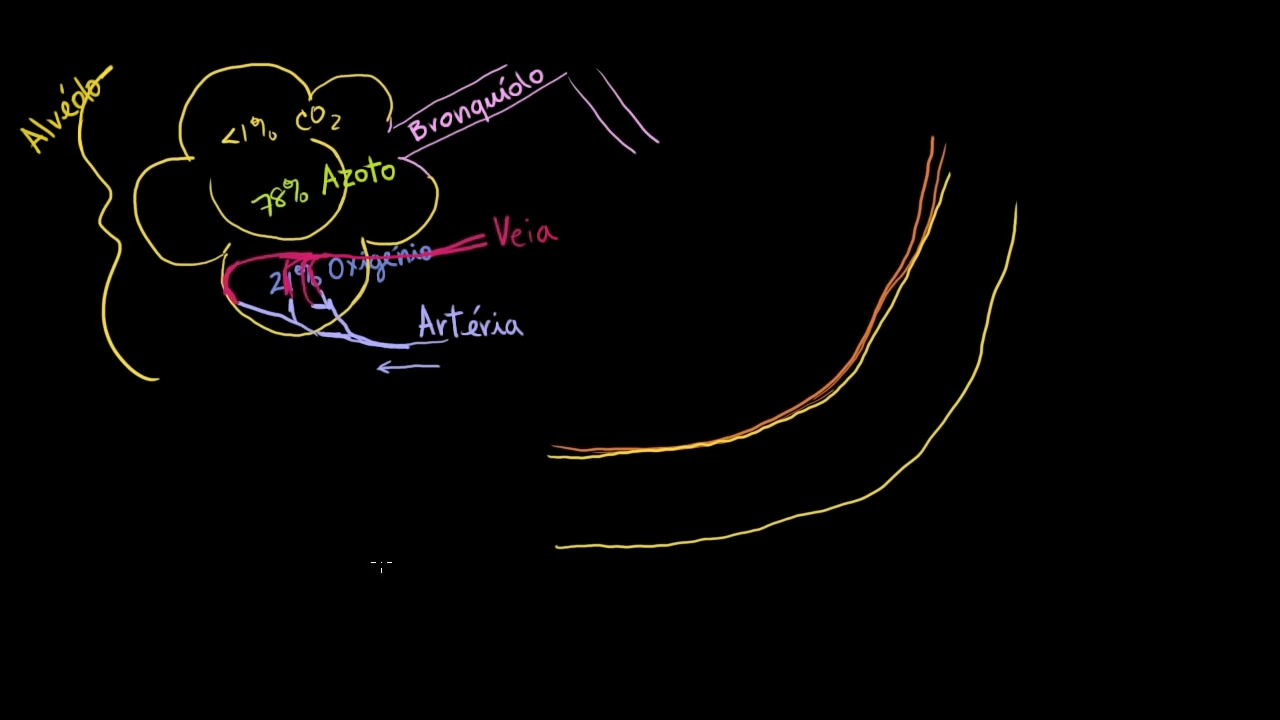 Alvéolo
<1% CO2
Bronquíolo
78% Azoto
21% Oxigénio
Veia
Artéria